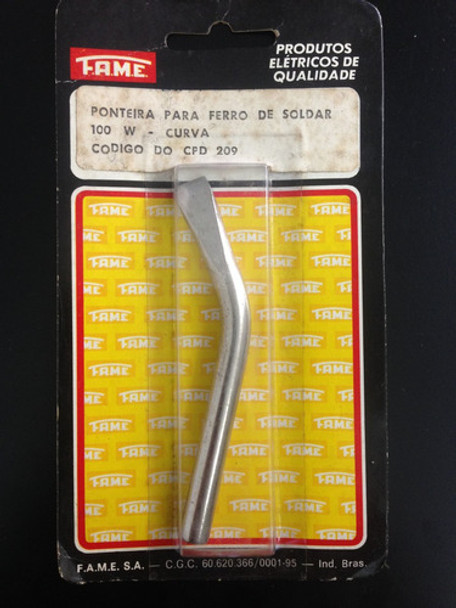 F.A.M.E.
PRODUTOS
ELÉTRICOS DE
QUALIDADE
PONTEIRA PARA FERRO DE SOLDAR
100 W - CURVA
CODIGO DO CPD 209
F.A.M.E. S.A. — C.G.C. 60.620.366/0001-95 — Ind. Bras.